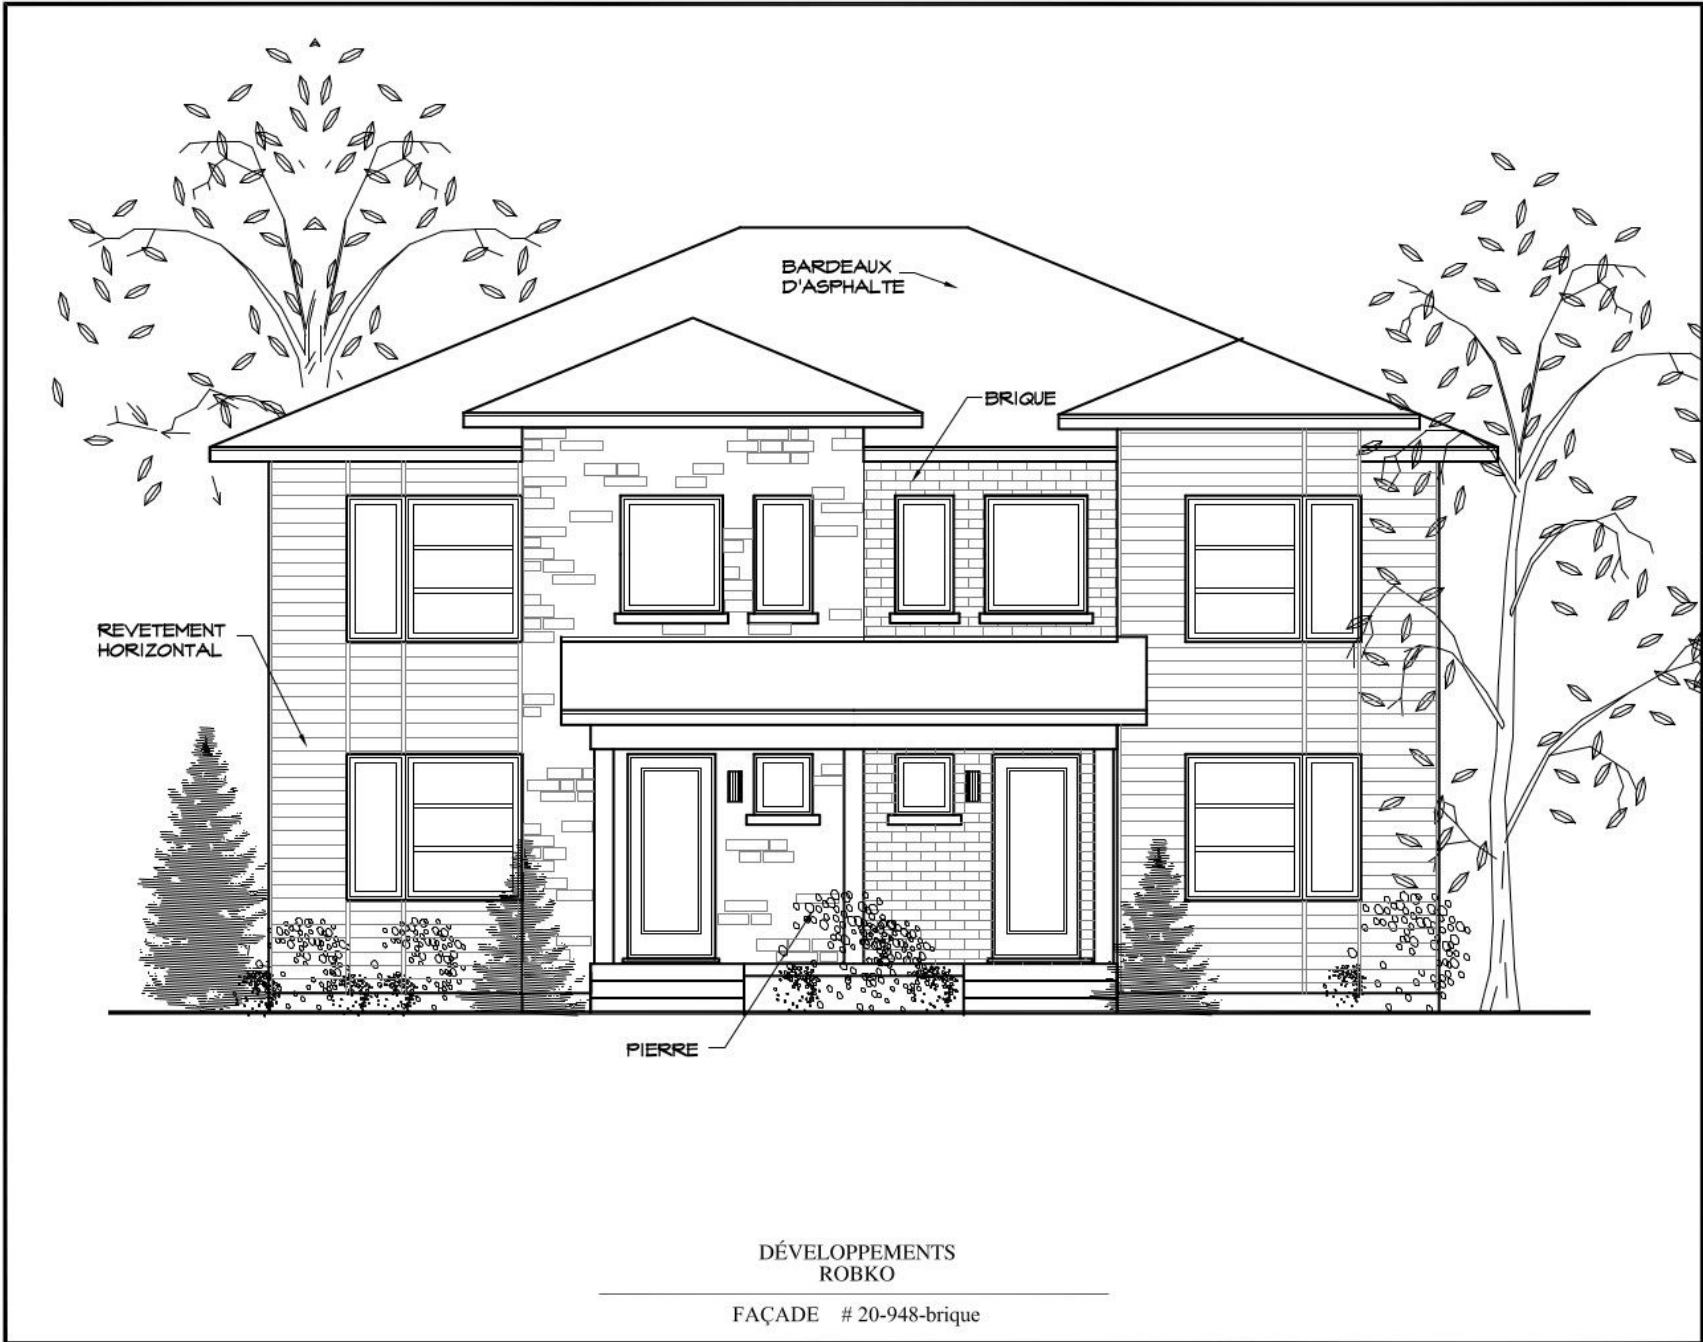 BARDEAUX
D'ASPHALTE
BRIQUE
REVETEMENT
HORIZONTAL
PIERRE
DÉVELOPPEMENTS
ROBKO
FAÇADE # 20-948-brique